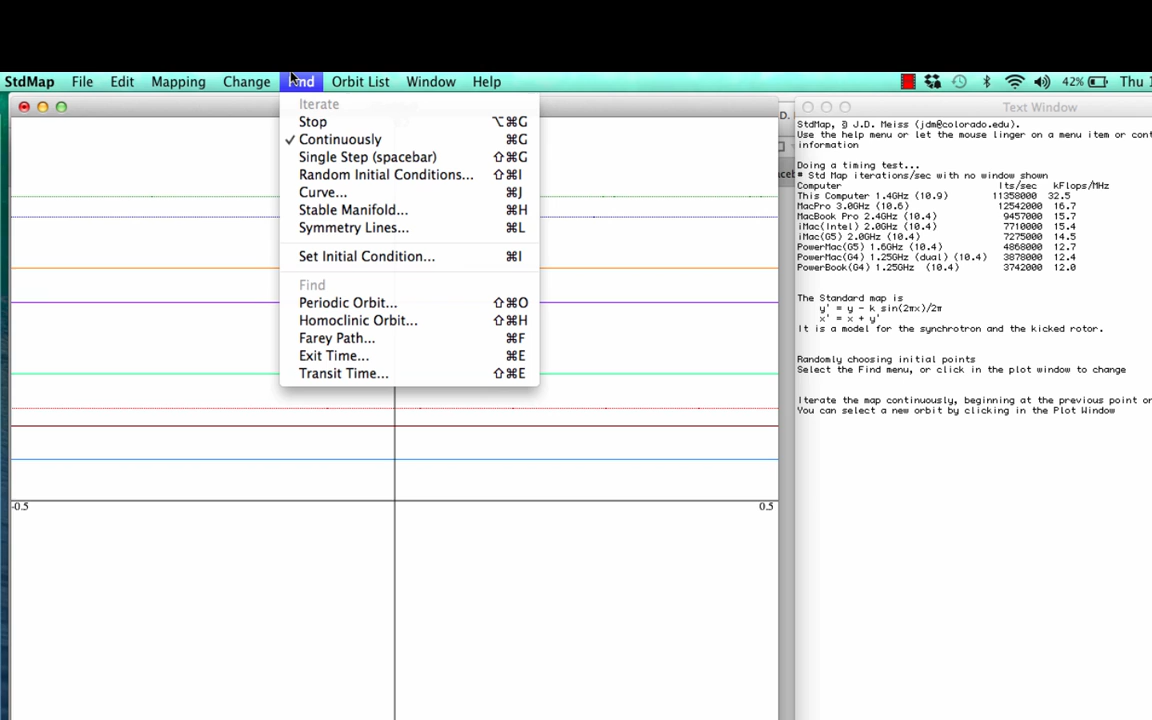 StdMap File Edit Mapping Change Find Orbit List Window Help 42% Thu
Iterate
Stop ⌥⌘G
✓ Continuously ⌘G
Single Step (spacebar) ⇧⌘G
Random Initial Conditions... ⇧⌘I
Curve... ⌘J
Stable Manifold... ⌘H
Symmetry Lines... ⌘L
Set Initial Condition... ⌘I
Find
Periodic Orbit... ⇧⌘O
Homoclinic Orbit... ⇧⌘H
Farey Path... ⌘F
Exit Time... ⌘E
Transit Time... ⇧⌘E
-0.5 0.5
D.
Text Window
StdMap, J.D. Meiss (jdm@colorado.edu).
Use the help menu or let the mouse linger on a menu item or
information
Doing a timing test...
# Std Map iterations/sec with no window shown
Computer Its/sec kFlops/MHz
This Computer 1.4GHz (10.9) 11358000 32.5
MacPro 3.0GHz (10.6) 12542000 16.7
MacBook Pro 2.4GHz (10.4) 9457000 15.7
iMac(Intel) 2.0GHz (10.4) 7710000 15.4
iMac(G5) 2.0GHz (10.4) 7275000 14.5
PowerMac(G5) 1.6GHz (10.4) 4868000 12.7
PowerMac(G4) 1.25GHz (dual) (10.4) 3878000 12.4
PowerBook(G4) 1.25GHz (10.4) 3742000 12.0
The Standard map is
y' = y - k sin(2πx)/2π
x' = x + y'
It is a model for the synchrotron and the kicked rotor.
Randomly choosing initial points
Select the Find menu, or click in the plot window to change
Iterate the map continuously, beginning at the previous point
You can select a new orbit by clicking in the Plot Window